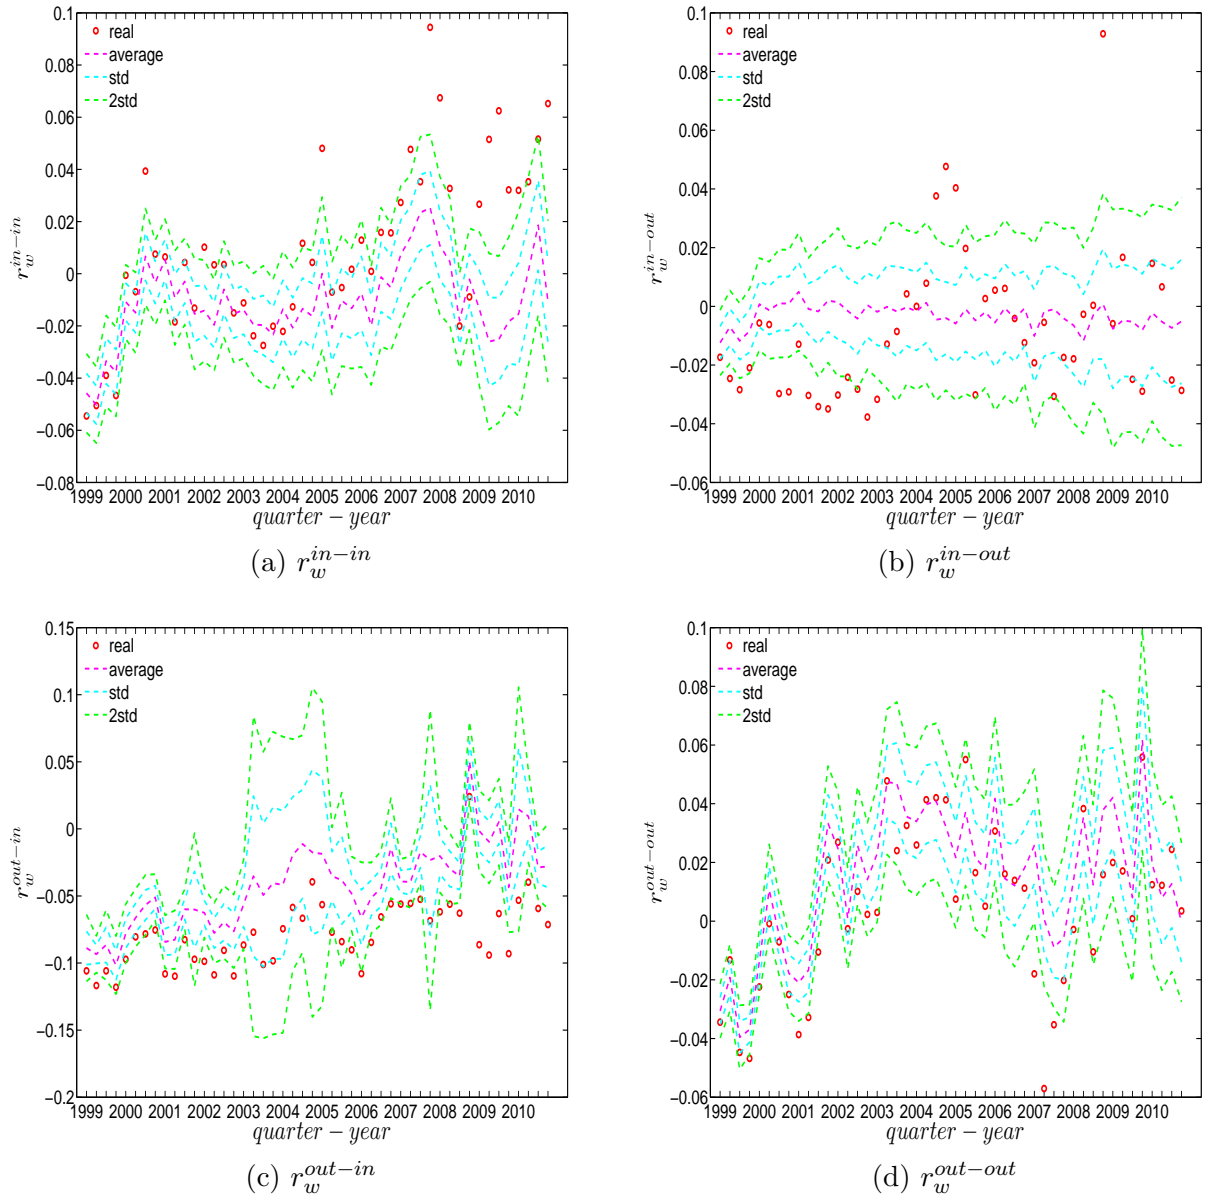 real
average
std
2std
0.1
0.08
0.06
0.04
0.02
0
−0.02
−0.04
−0.06
−0.08
r_w^{in−in}
1999 2000 2001 2002 2003 2004 2005 2006 2007 2008 2009 2010
quarter − year
(a) r_w^{in−in}
real
average
std
2std
0.1
0.08
0.06
0.04
0.02
0
−0.02
−0.04
−0.06
r_w^{in−out}
1999 2000 2001 2002 2003 2004 2005 2006 2007 2008 2009 2010
quarter − year
(b) r_w^{in−out}
real
average
std
2std
0.15
0.1
0.05
0
−0.05
−0.1
−0.15
−0.2
r_w^{out−in}
1999 2000 2001 2002 2003 2004 2005 2006 2007 2008 2009 2010
quarter − year
(c) r_w^{out−in}
real
average
std
2std
0.1
0.08
0.06
0.04
0.02
0
−0.02
−0.04
−0.06
r_w^{out−out}
1999 2000 2001 2002 2003 2004 2005 2006 2007 2008 2009 2010
quarter − year
(d) r_w^{out−out}